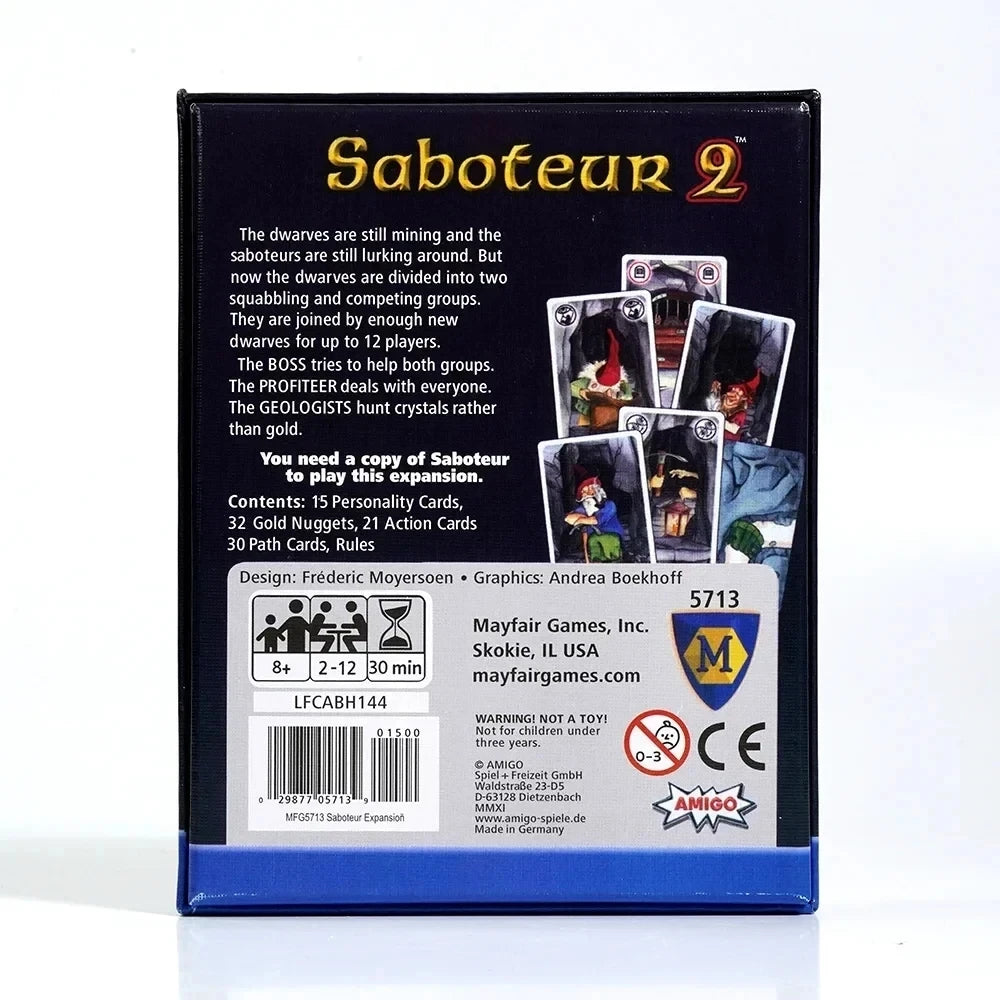 Saboteur 2™
The dwarves are still mining and the
saboteurs are still lurking around. But
now the dwarves are divided into two
squabbling and competing groups.
They are joined by enough new
dwarves for up to 12 players.
The BOSS tries to help both groups.
The PROFITEER deals with everyone.
The GEOLOGISTS hunt crystals rather
than gold.
You need a copy of Saboteur
to play this expansion.
Contents: 15 Personality Cards,
32 Gold Nuggets, 21 Action Cards
30 Path Cards, Rules
Design: Fréderic Moyersoen • Graphics: Andrea Boekhoff
8+ 2-12 30 min
LFCABH144
01500
0 29877 05713 9
MFG5713 Saboteur Expansion
Mayfair Games, Inc.
Skokie, IL USA
mayfairgames.com
5713
M
WARNING! NOT A TOY!
Not for children under
three years.
© AMIGO
Spiel + Freizeit GmbH
Waldstraße 23-D5
D-63128 Dietzenbach
MMXI
www.amigo-spiele.de
Made in Germany
0-3
CE
AMIGO